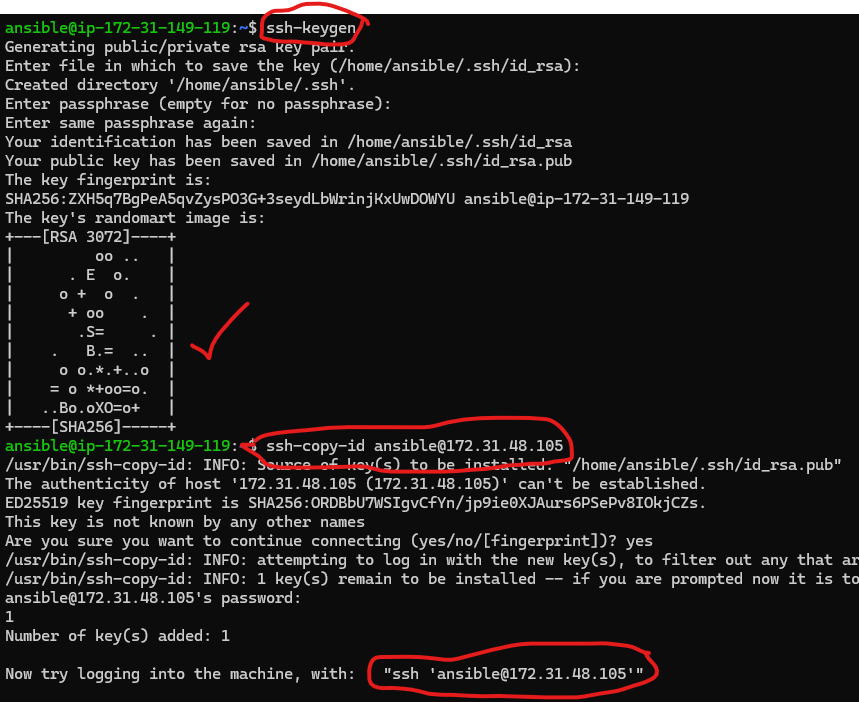 ansible@ip-172-31-149-119:~$ ssh-keygen
Generating public/private rsa key pair.
Enter file in which to save the key (/home/ansible/.ssh/id_rsa):
Created directory '/home/ansible/.ssh'.
Enter passphrase (empty for no passphrase):
Enter same passphrase again:
Your identification has been saved in /home/ansible/.ssh/id_rsa
Your public key has been saved in /home/ansible/.ssh/id_rsa.pub
The key fingerprint is:
SHA256:ZXH5q7BgPeA5qvZysPO3G+3seydLbWrinjKxUwDOWYU ansible@ip-172-31-149-119
The key's randomart image is:
+---[RSA 3072]----+
|         oo ..   |
|      . E  o.    |
|     o +  o  .   |
|      + oo    .  |
|       .S=     . |
|    .   B.=  ..  |
|     o o.*.+..o  |
|    = o *+oo=o.  |
|   ..Bo.oXO=o+   |
+----[SHA256]-----+
ansible@ip-172-31-149-119:~$ ssh-copy-id ansible@172.31.48.105
/usr/bin/ssh-copy-id: INFO: Source of key(s) to be installed: "/home/ansible/.ssh/id_rsa.pub"
The authenticity of host '172.31.48.105 (172.31.48.105)' can't be established.
ED25519 key fingerprint is SHA256:ORDBbU7WSIgvCfYn/jp9ie0XJAurs6PSePv8IOkjCZs.
This key is not known by any other names
Are you sure you want to continue connecting (yes/no/[fingerprint])? yes
/usr/bin/ssh-copy-id: INFO: attempting to log in with the new key(s), to filter out any that ar
/usr/bin/ssh-copy-id: INFO: 1 key(s) remain to be installed -- if you are prompted now it is to
ansible@172.31.48.105's password:
1
Number of key(s) added: 1
Now try logging into the machine, with:   "ssh 'ansible@172.31.48.105'"